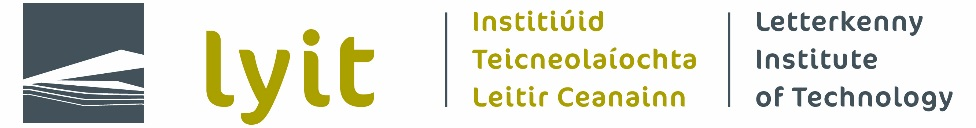 lyit
Institiúid
Teicneolaíochta
Leitir Ceanainn
Letterkenny
Institute
of Technology